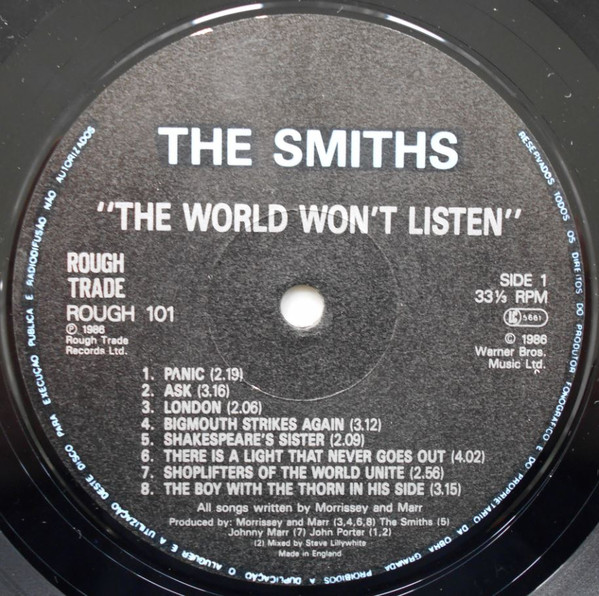 THE SMITHS
"THE WORLD WON'T LISTEN"
ROUGH
TRADE
ROUGH 101
℗ 1986
Rough Trade
Records Ltd.
SIDE 1
33⅓ RPM
LC 5661
© 1986
Warner Bros.
Music Ltd.
1. PANIC (2.19)
2. ASK (3.16)
3. LONDON (2.06)
4. BIGMOUTH STRIKES AGAIN (3.12)
5. SHAKESPEARE'S SISTER (2.09)
6. THERE IS A LIGHT THAT NEVER GOES OUT (4.02)
7. SHOPLIFTERS OF THE WORLD UNITE (2.56)
8. THE BOY WITH THE THORN IN HIS SIDE (3.15)
All songs written by Morrissey and Marr
Produced by: Morrissey and Marr (3,4,6,8) The Smiths (5)
Johnny Marr (7) John Porter (1,2)
(2) Mixed by Steve Lillywhite
Made in England
RESERVADOS TODOS OS DIREITOS DO PRODUTOR FONOGRÁFICO E DO PROPRIETÁRIO DA OBRA GRAVADA PROIBIDOS A DUPLICAÇÃO O ALUGUER E A UTILIZAÇÃO DESTE DISCO PARA EXECUÇÃO PUBLICA E RADIODIFUSÃO NÃO AUTORIZADOS